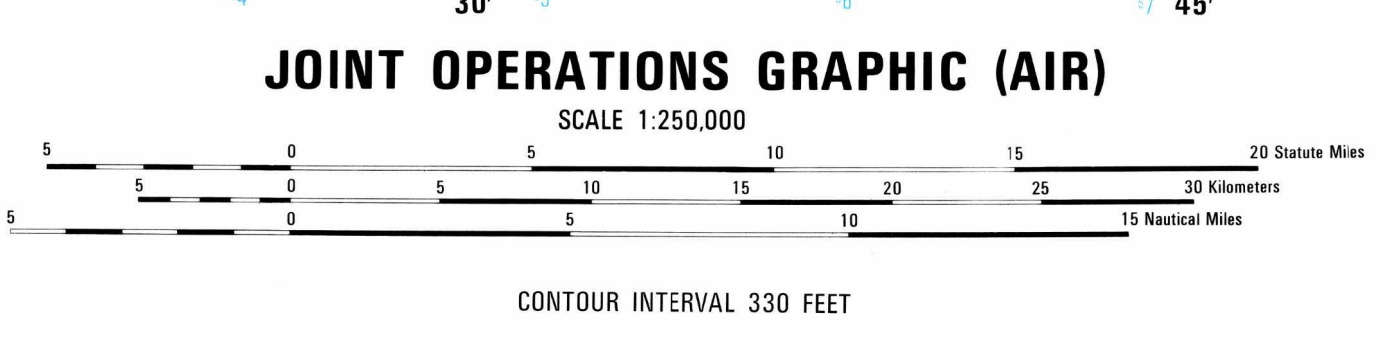 30′ 45′
JOINT OPERATIONS GRAPHIC (AIR)
SCALE 1:250,000
5 0 5 10 15 20 Statute Miles
5 0 5 10 15 20 25 30 Kilometers
5 0 5 10 15 Nautical Miles
CONTOUR INTERVAL 330 FEET